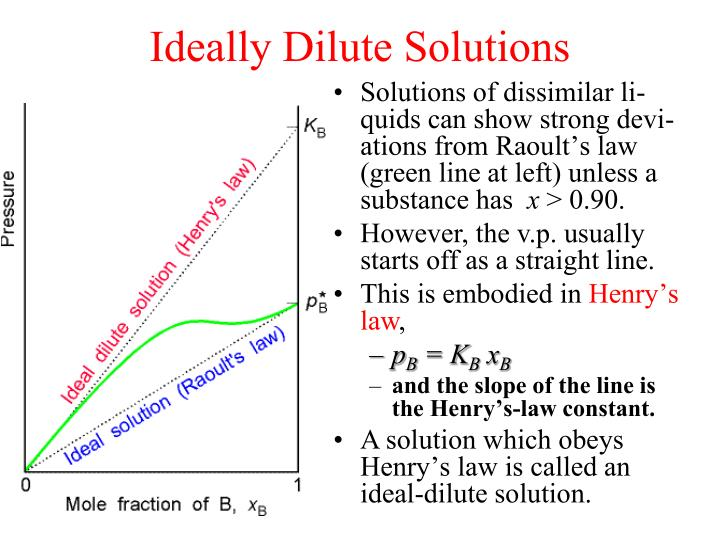 Ideally Dilute Solutions
Pressure
K_B
p*_B
Ideal dilute solution (Henry's law)
Ideal solution (Raoult's law)
0
1
Mole fraction of B, x_B
• Solutions of dissimilar li-
quids can show strong devi-
ations from Raoult’s law
(green line at left) unless a
substance has x > 0.90.
• However, the v.p. usually
starts off as a straight line.
• This is embodied in Henry’s
law,
– p_B = K_B x_B
– and the slope of the line is
the Henry’s-law constant.
• A solution which obeys
Henry’s law is called an
ideal-dilute solution.